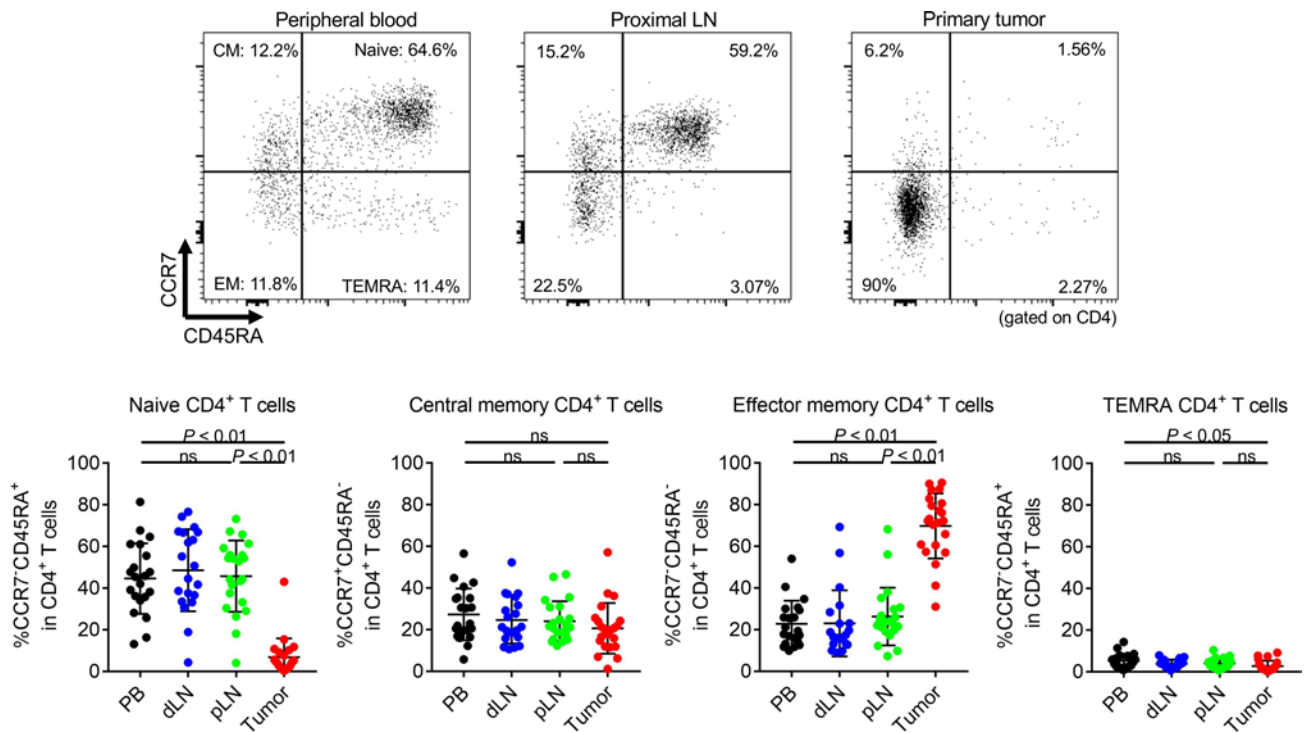 Peripheral blood
Proximal LN
Primary tumor
CM: 12.2%
Naive: 64.6%
15.2%
59.2%
6.2%
1.56%
EM: 11.8%
TEMRA: 11.4%
22.5%
3.07%
90%
2.27%
CCR7
CD45RA
(gated on CD4)
Naive CD4⁺ T cells
P < 0.01
ns
P < 0.01
%CCR7⁻CD45RA⁺
in CD4⁺ T cells
100
80
60
40
20
0
PB
dLN
pLN
Tumor
Central memory CD4⁺ T cells
ns
ns
ns
%CCR7⁺CD45RA⁻
in CD4⁺ T cells
100
80
60
40
20
0
PB
dLN
pLN
Tumor
Effector memory CD4⁺ T cells
P < 0.01
ns
P < 0.01
%CCR7⁻CD45RA⁻
in CD4⁺ T cells
100
80
60
40
20
0
PB
dLN
pLN
Tumor
TEMRA CD4⁺ T cells
P < 0.05
ns
ns
%CCR7⁻CD45RA⁺
in CD4⁺ T cells
100
80
60
40
20
0
PB
dLN
pLN
Tumor